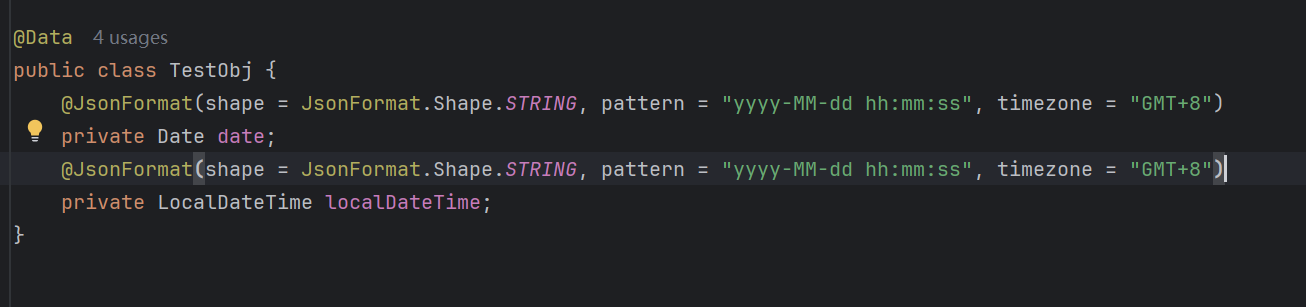 @Data 4 usages
public class TestObj {
@JsonFormat(shape = JsonFormat.Shape.STRING, pattern = "yyyy-MM-dd hh:mm:ss", timezone = "GMT+8")
private Date date;
@JsonFormat(shape = JsonFormat.Shape.STRING, pattern = "yyyy-MM-dd hh:mm:ss", timezone = "GMT+8")
private LocalDateTime localDateTime;
}